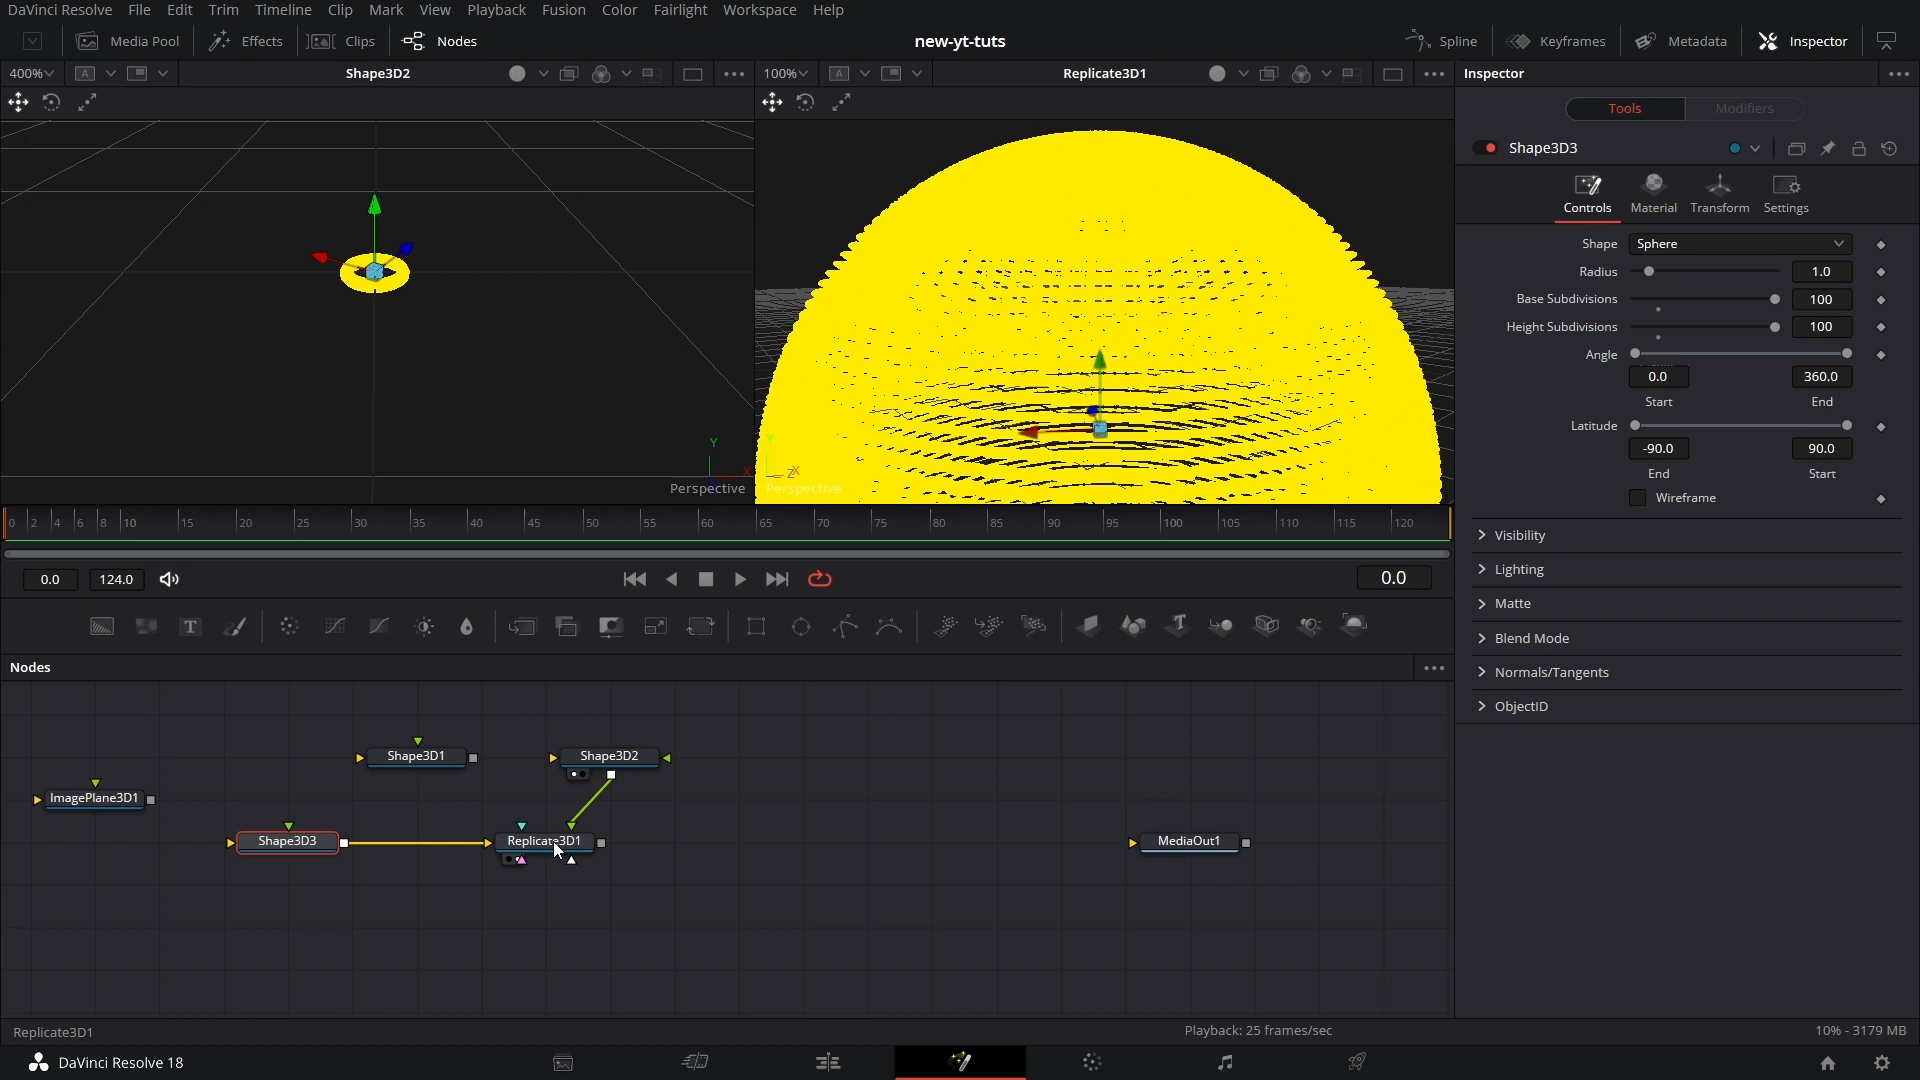 DaVinci Resolve File Edit Trim Timeline Clip Mark View Playback Fusion Color Fairlight Workspace Help
Media Pool Effects Clips Nodes new-yt-tuts Spline Keyframes Metadata Inspector
400% A Shape3D2 100% A Replicate3D1 Inspector
Tools Modifiers
Shape3D3
Controls Material Transform Settings
Shape Sphere
Radius 1.0
Base Subdivisions 100
Height Subdivisions 100
Angle
0.0 360.0
Start End
Latitude
-90.0 90.0
End Start
Wireframe
Visibility
Lighting
Matte
Blend Mode
Normals/Tangents
ObjectID
Y Y
X Z X
Perspective Perspective
0 2 4 6 8 10 15 20 25 30 35 40 45 50 55 60 65 70 75 80 85 90 95 100 105 110 115 120
0.0 124.0 0.0
T T
Nodes
Shape3D1 Shape3D2
ImagePlane3D1
Shape3D3 Replicate3D1 MediaOut1
Replicate3D1 Playback: 25 frames/sec 10% - 3179 MB
DaVinci Resolve 18